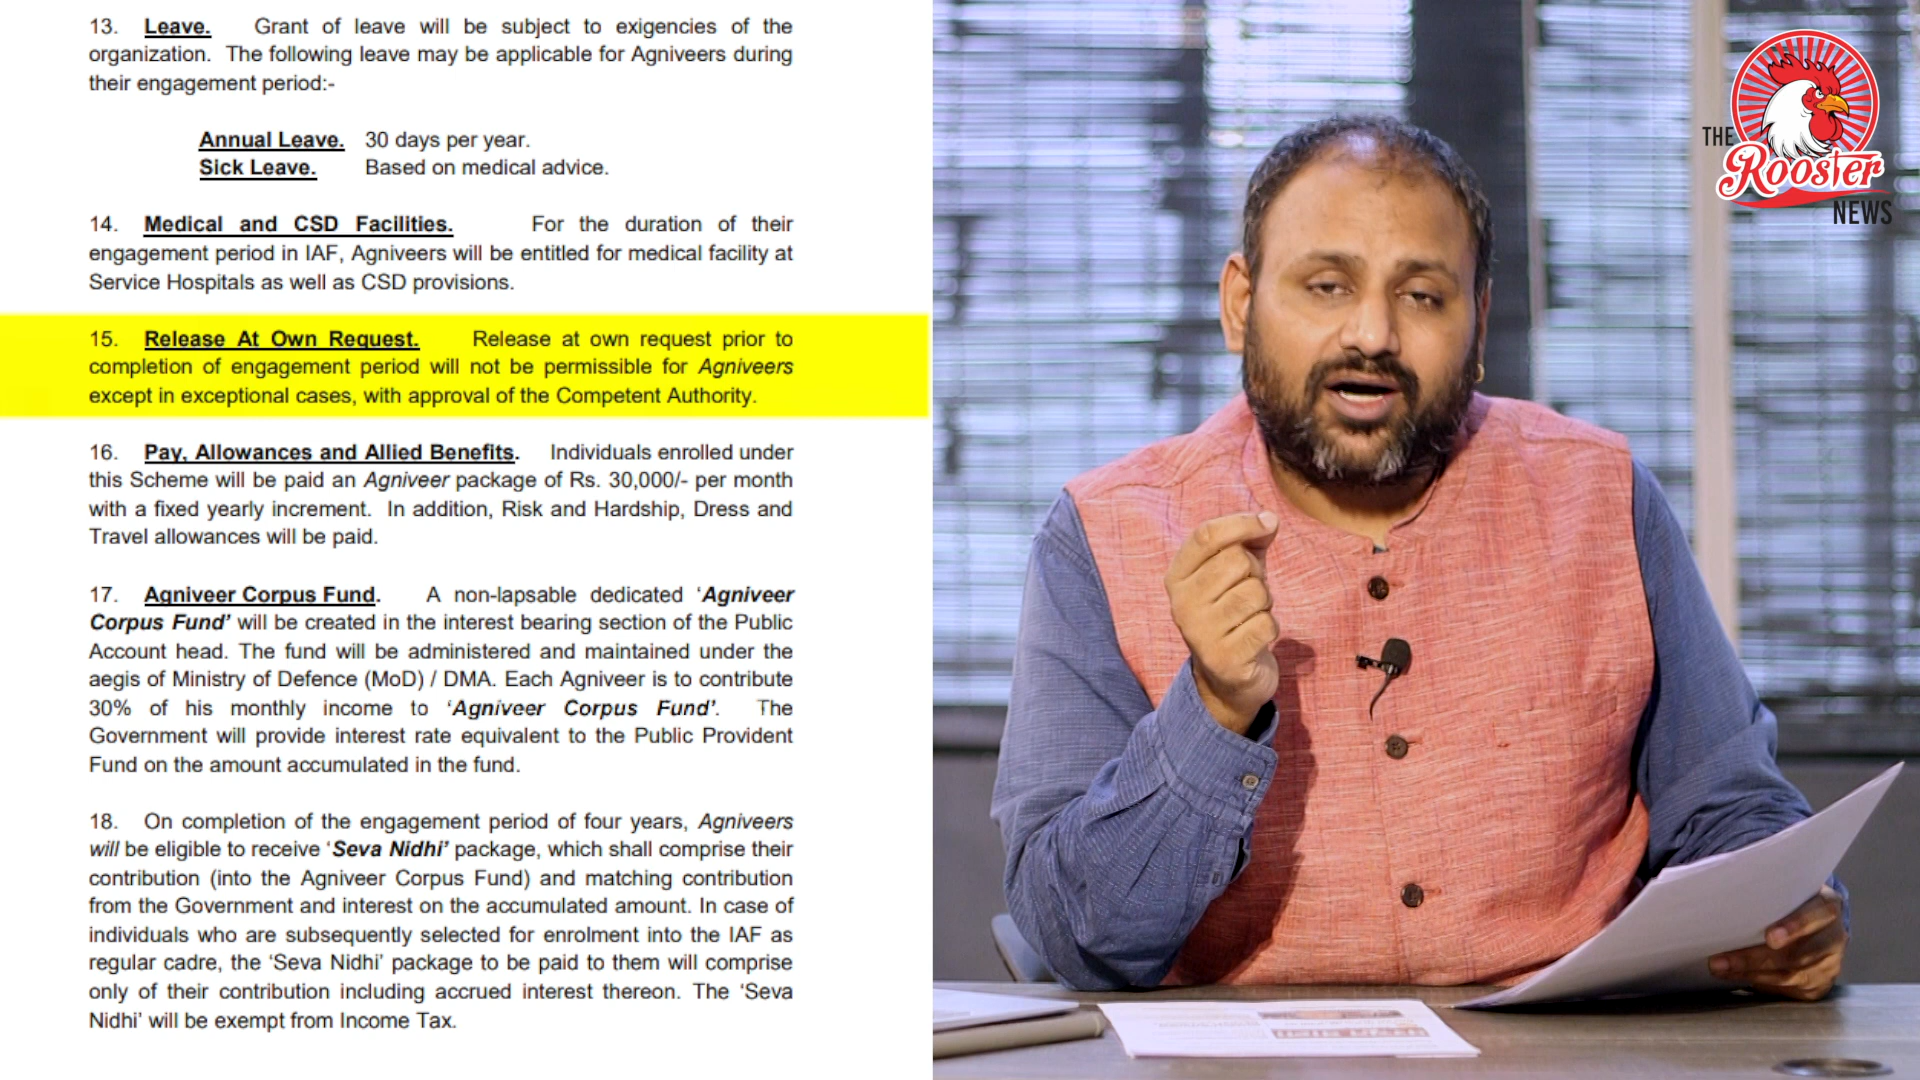 13. Leave. Grant of leave will be subject to exigencies of the
organization. The following leave may be applicable for Agniveers during
their engagement period:-
Annual Leave. 30 days per year.
Sick Leave. Based on medical advice.
14. Medical and CSD Facilities. For the duration of their
engagement period in IAF, Agniveers will be entitled for medical facility at
Service Hospitals as well as CSD provisions.
15. Release At Own Request. Release at own request prior to
completion of engagement period will not be permissible for Agniveers
except in exceptional cases, with approval of the Competent Authority.
16. Pay, Allowances and Allied Benefits. Individuals enrolled under
this Scheme will be paid an Agniveer package of Rs. 30,000/- per month
with a fixed yearly increment. In addition, Risk and Hardship, Dress and
Travel allowances will be paid.
17. Agniveer Corpus Fund. A non-lapsable dedicated ‘Agniveer
Corpus Fund’ will be created in the interest bearing section of the Public
Account head. The fund will be administered and maintained under the
aegis of Ministry of Defence (MoD) / DMA. Each Agniveer is to contribute
30% of his monthly income to ‘Agniveer Corpus Fund’. The
Government will provide interest rate equivalent to the Public Provident
Fund on the amount accumulated in the fund.
18. On completion of the engagement period of four years, Agniveers
will be eligible to receive ‘Seva Nidhi’ package, which shall comprise their
contribution (into the Agniveer Corpus Fund) and matching contribution
from the Government and interest on the accumulated amount. In case of
individuals who are subsequently selected for enrolment into the IAF as
regular cadre, the ‘Seva Nidhi’ package to be paid to them will comprise
only of their contribution including accrued interest thereon. The ‘Seva
Nidhi’ will be exempt from Income Tax.
THE
Rooster
NEWS